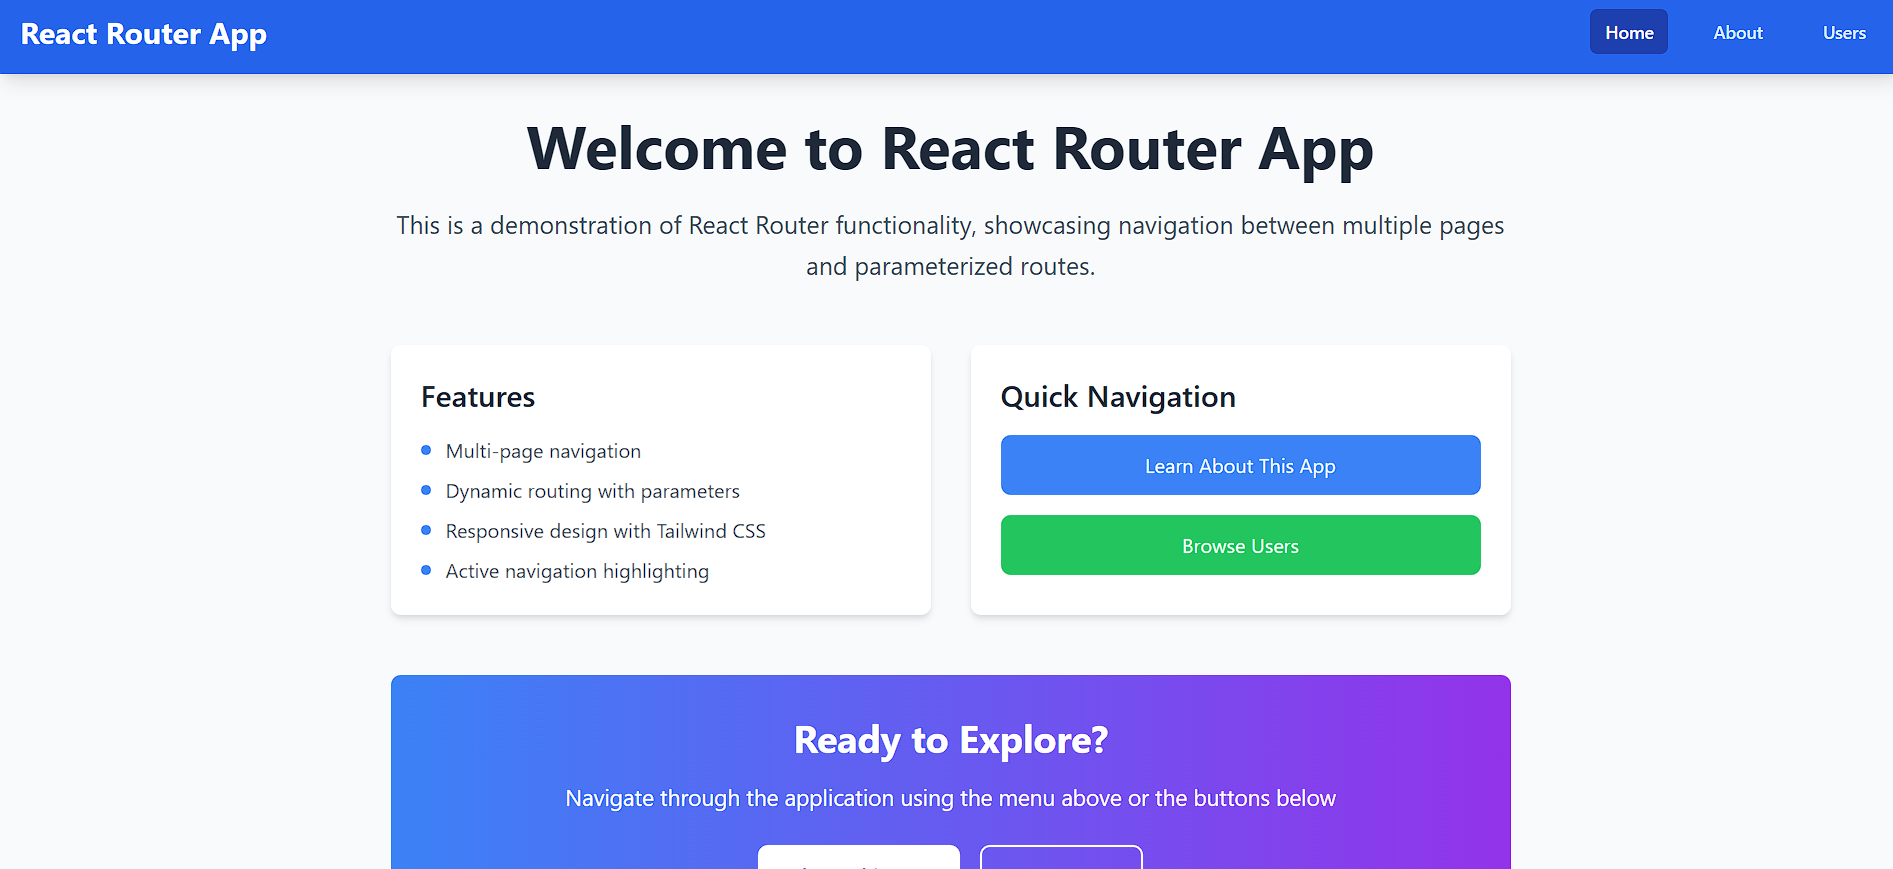 React Router App
Home
About
Users
Welcome to React Router App
This is a demonstration of React Router functionality, showcasing navigation between multiple pages
and parameterized routes.
Features
Multi-page navigation
Dynamic routing with parameters
Responsive design with Tailwind CSS
Active navigation highlighting
Quick Navigation
Learn About This App
Browse Users
Ready to Explore?
Navigate through the application using the menu above or the buttons below